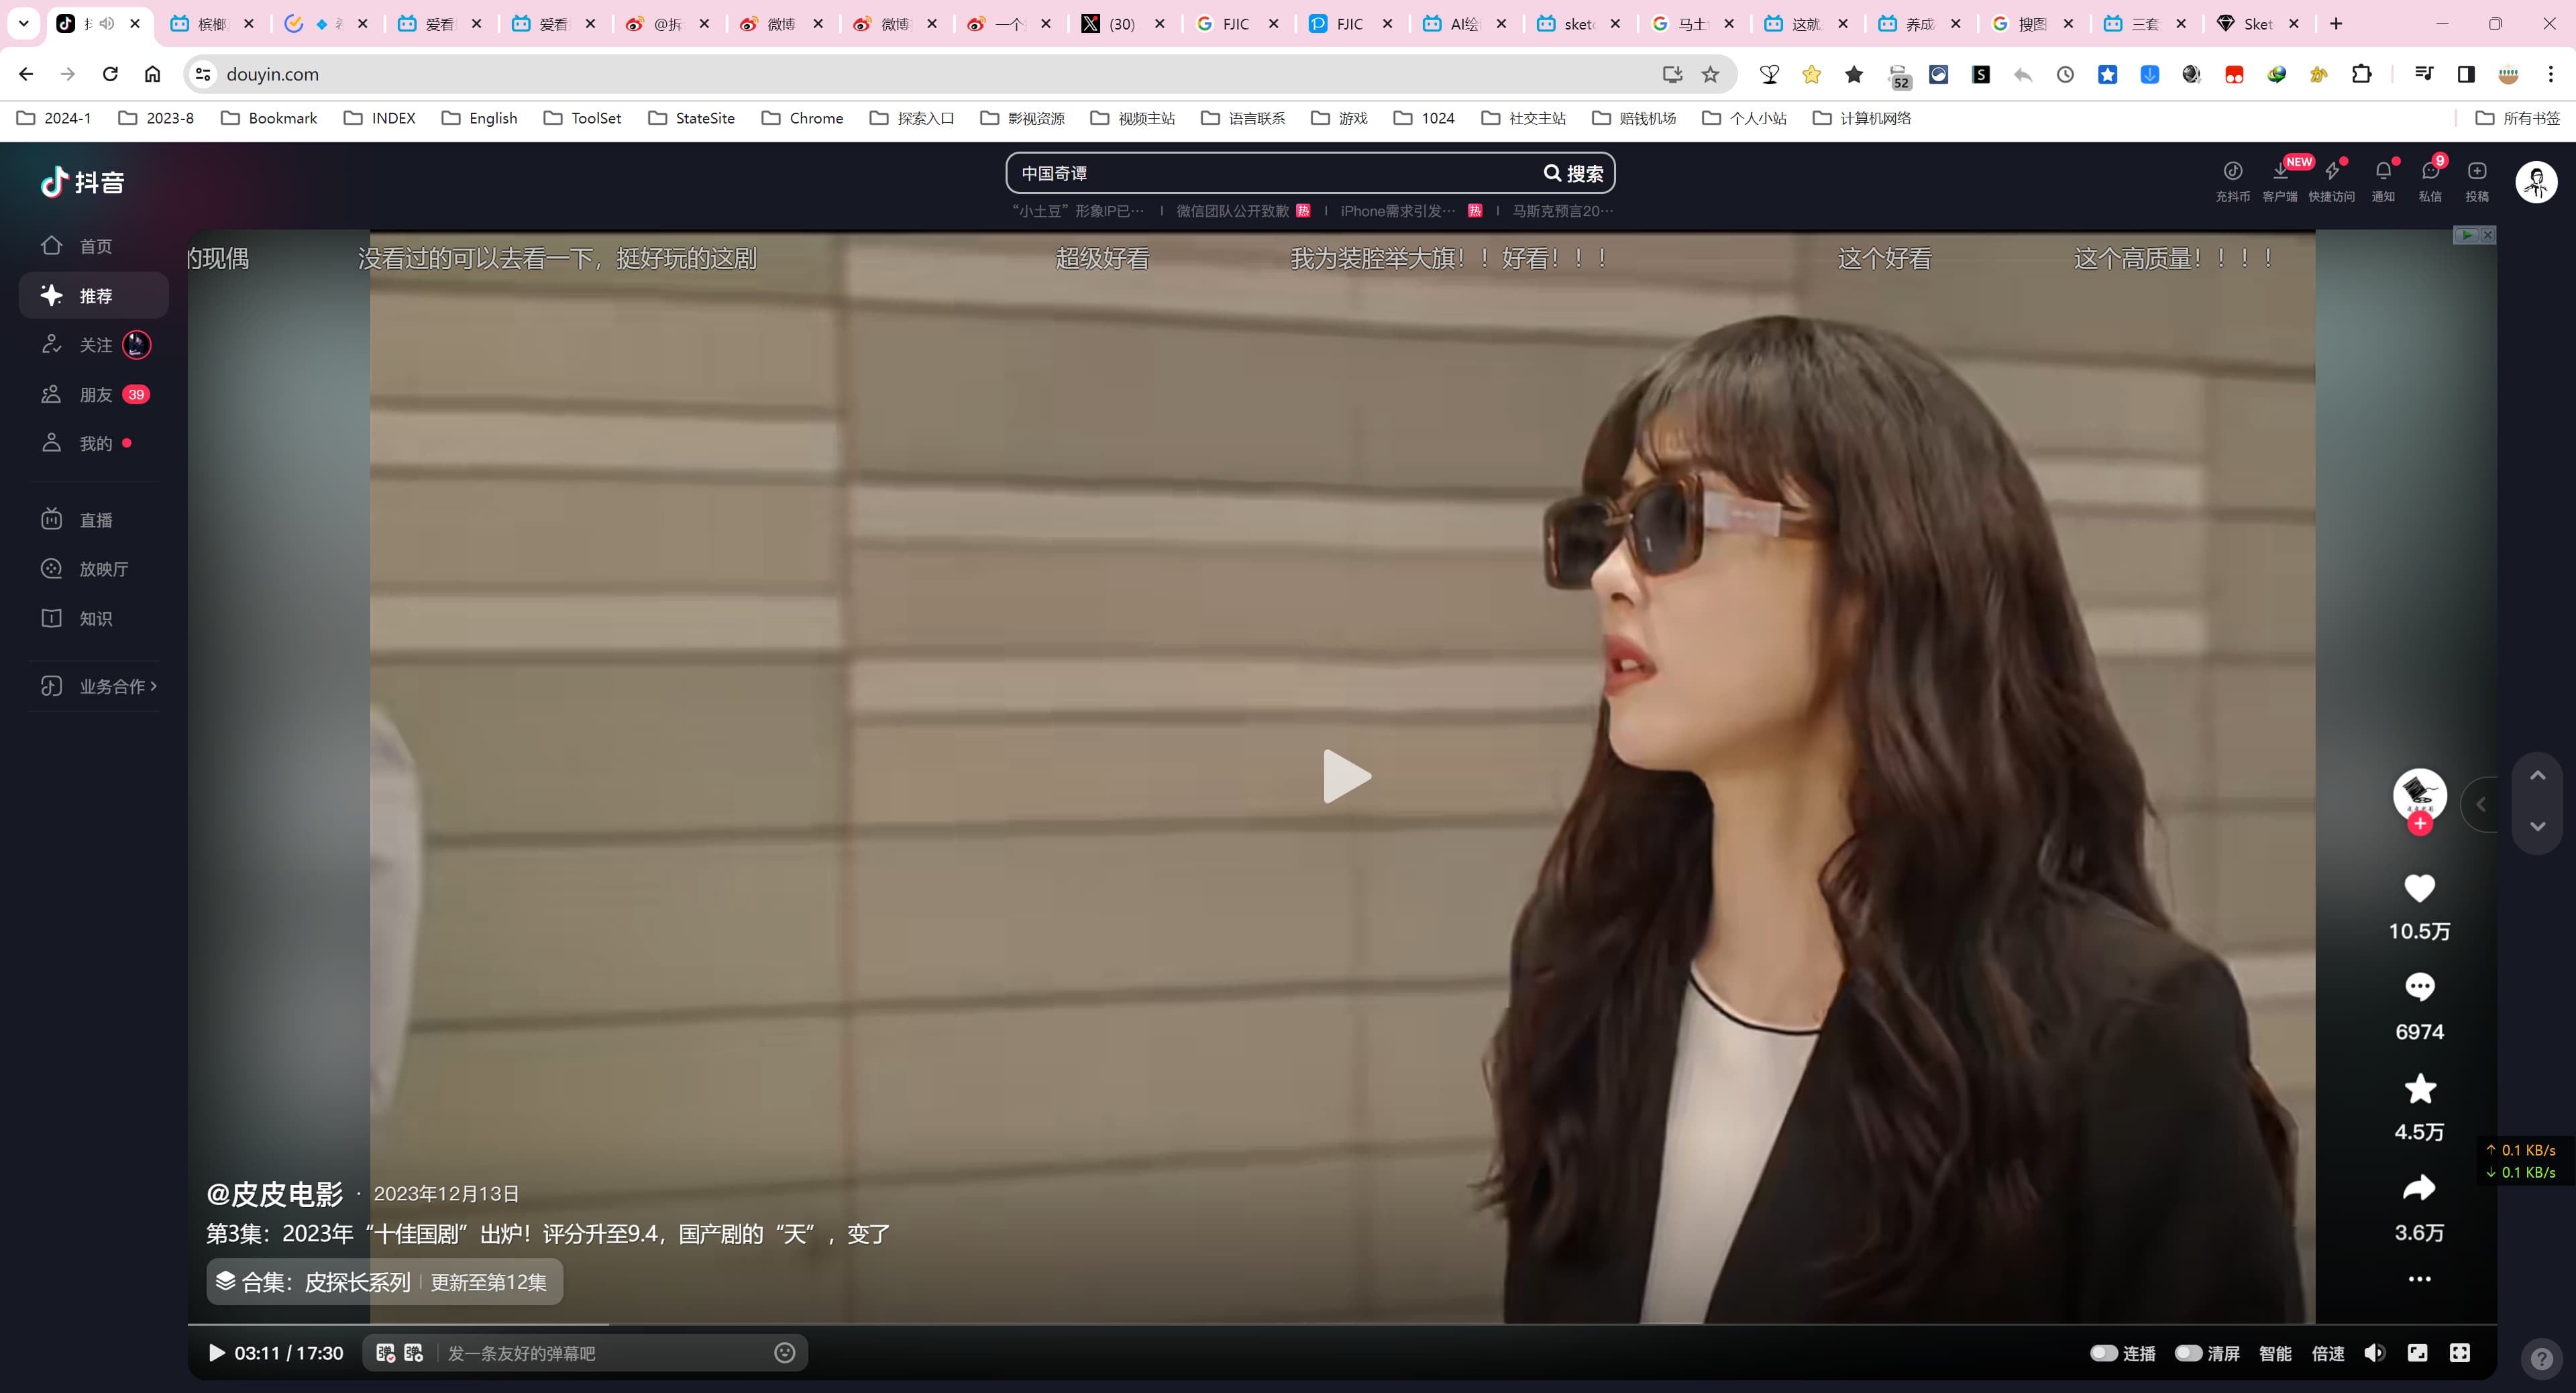 槟榔
爱看
爱看
@拆
微博
微博
一个
(30)
FJIC
FJIC
AI绘
sketc
马士
这就
养成
搜图
三套
Sket
douyin.com
52
2024-1
2023-8
Bookmark
INDEX
English
ToolSet
StateSite
Chrome
探索入口
影视资源
视频主站
语言联系
游戏
1024
社交主站
赔钱机场
个人小站
计算机网络
所有书签
抖音
中国奇谭
搜索
NEW
9
充抖币
客户端
快捷访问
通知
私信
投稿
“小土豆”形象IP已… 微信团队公开致歉 热 iPhone需求引发… 热 马斯克预言20…
首页
推荐
关注
朋友 39
我的
直播
放映厅
知识
业务合作
的现偶 没看过的可以去看一下，挺好玩的这剧 超级好看 我为装腔举大旗！！好看！！！ 这个好看 这个高质量！！！！
10.5万
6974
4.5万
3.6万
↑ 0.1 KB/s
↓ 0.1 KB/s
@皮皮电影 · 2023年12月13日
第3集：2023年“十佳国剧”出炉！评分升至9.4，国产剧的“天”，变了
合集：皮探长系列 | 更新至第12集
03:11 / 17:30
弹 弹 发一条友好的弹幕吧
连播 清屏 智能 倍速